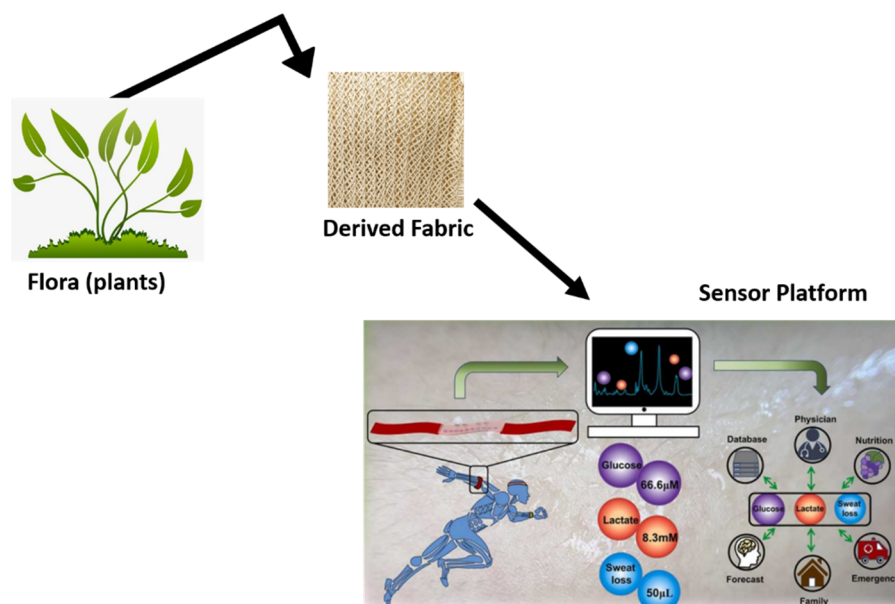 Derived Fabric
Flora (plants)
Sensor Platform
Glucose
66.6μM
Lactate
8.3mM
Sweat
loss
50μL
Physician
Database
Nutrition
Glucose
Lactate
Sweat
loss
Forecast
Family
Emergency